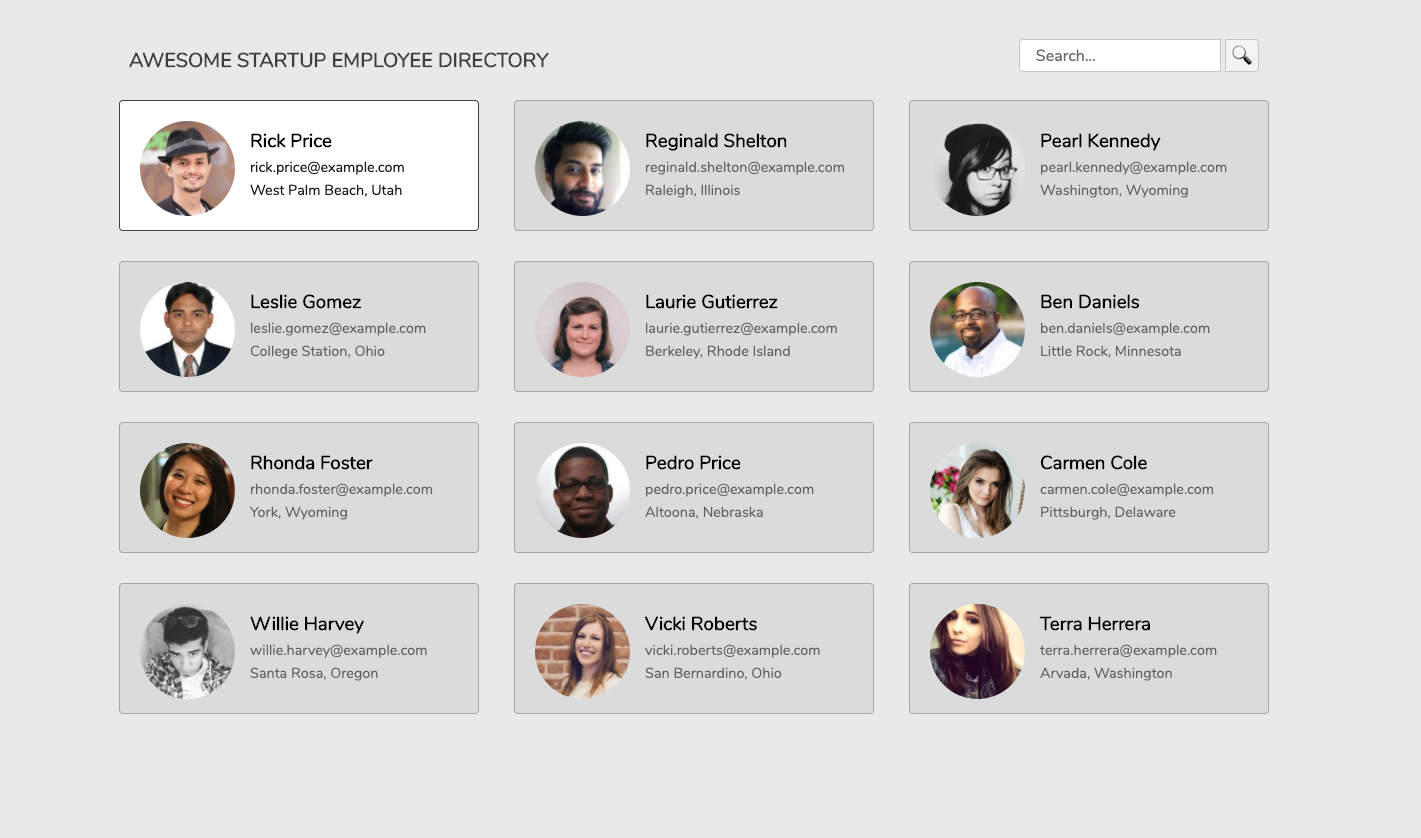 AWESOME STARTUP EMPLOYEE DIRECTORY
Search...
Rick Price
rick.price@example.com
West Palm Beach, Utah
Reginald Shelton
reginald.shelton@example.com
Raleigh, Illinois
Pearl Kennedy
pearl.kennedy@example.com
Washington, Wyoming
Leslie Gomez
leslie.gomez@example.com
College Station, Ohio
Laurie Gutierrez
laurie.gutierrez@example.com
Berkeley, Rhode Island
Ben Daniels
ben.daniels@example.com
Little Rock, Minnesota
Rhonda Foster
rhonda.foster@example.com
York, Wyoming
Pedro Price
pedro.price@example.com
Altoona, Nebraska
Carmen Cole
carmen.cole@example.com
Pittsburgh, Delaware
Willie Harvey
willie.harvey@example.com
Santa Rosa, Oregon
Vicki Roberts
vicki.roberts@example.com
San Bernardino, Ohio
Terra Herrera
terra.herrera@example.com
Arvada, Washington